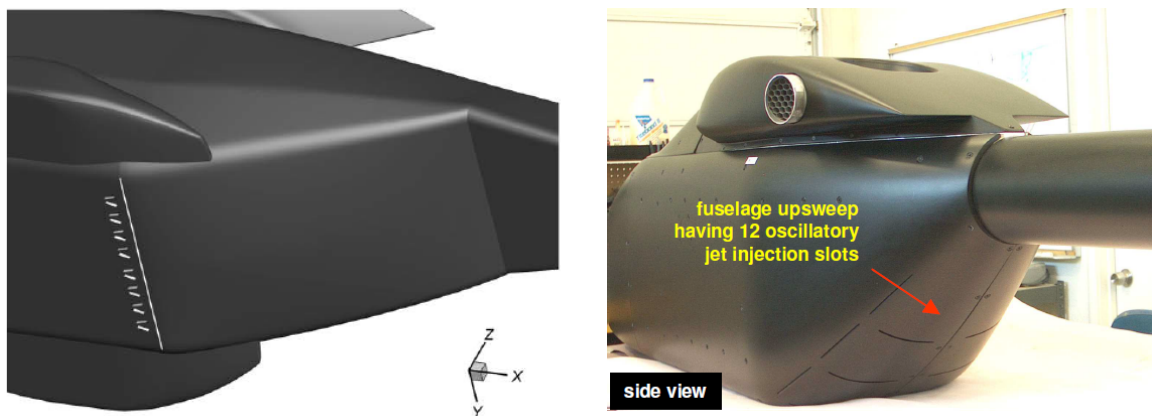 Z
X
Y
fuselage upsweep
having 12 oscillatory
jet injection slots
side view